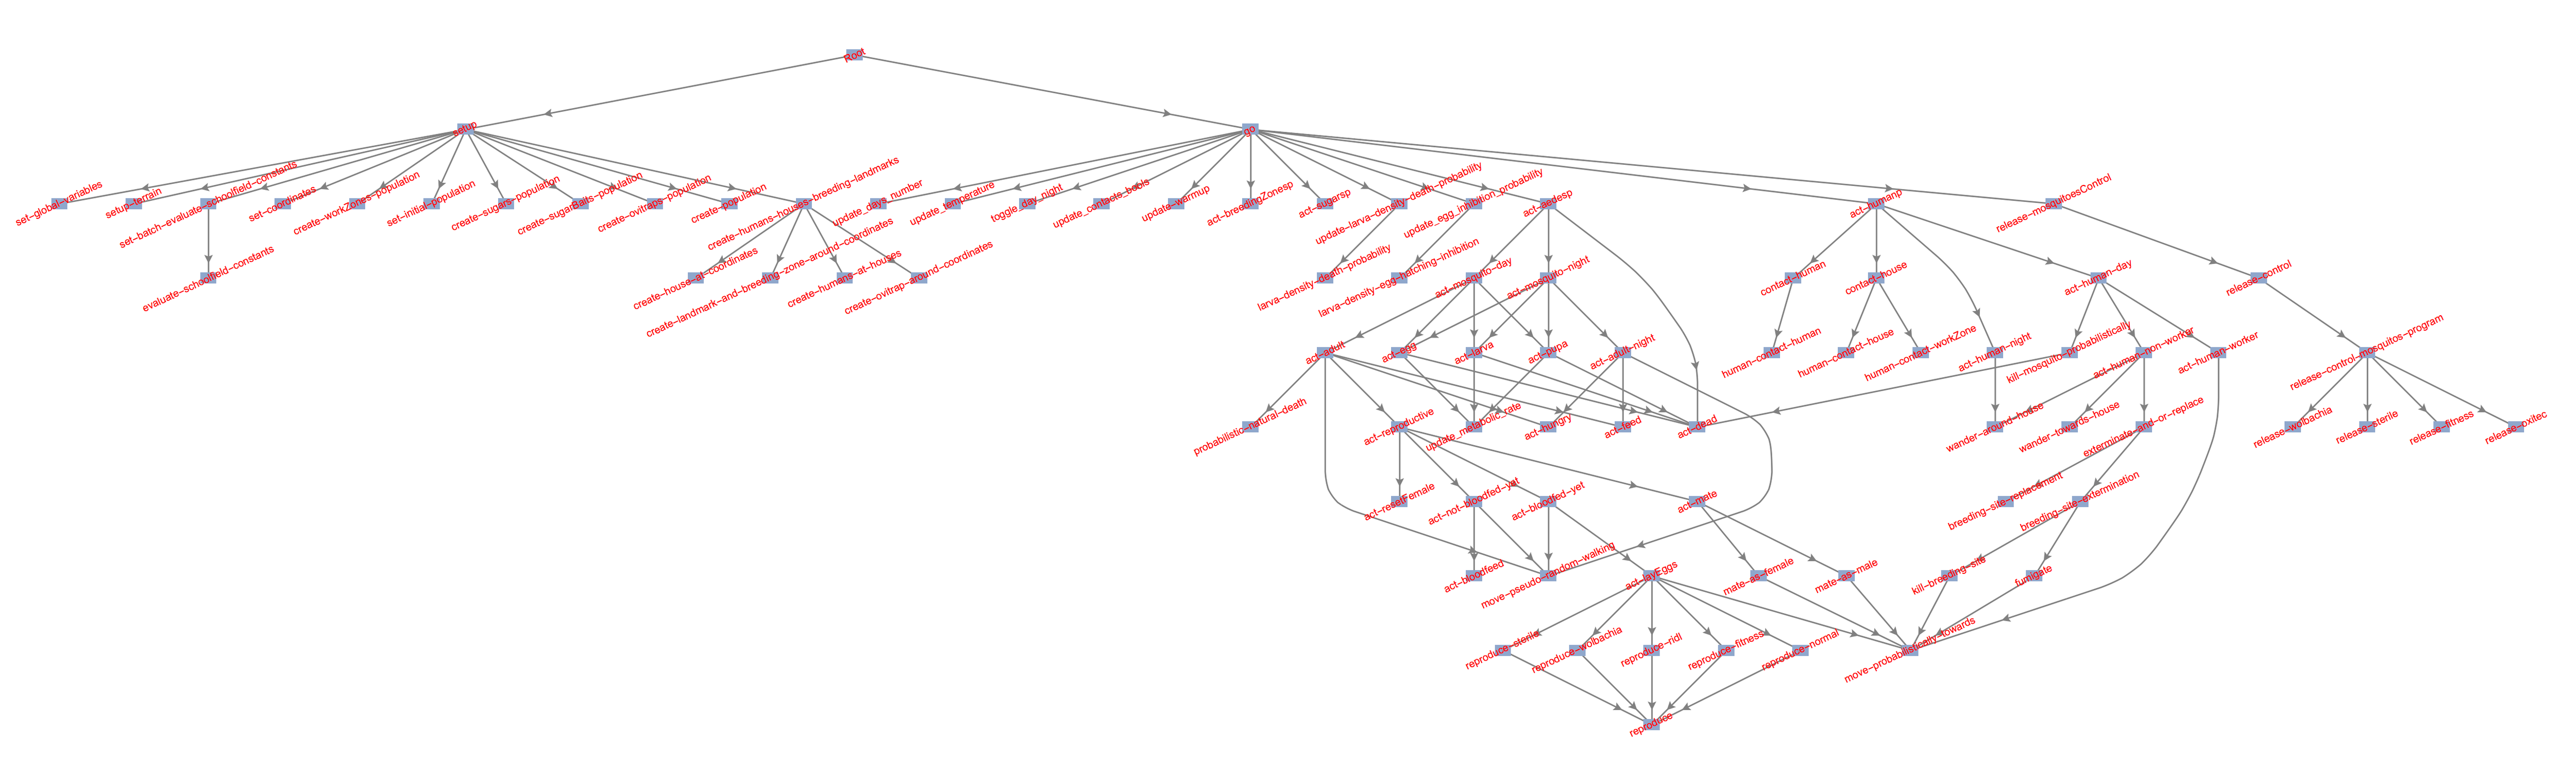 Root
setup
go
set-global-variables
setup-terrain
set-batch-evaluate-schoolfield-constants
set-coordinates
create-workZones-population
set-initial-population
create-sugers-population
create-sugarBaits-population
create-ovitraps-population
create-population
create-humans-houses-breeding-landmarks
update_days_number
update_temperature
toggle_day_night
update_contacte_bools
update-warmup
act-breedingZonesp
act-sugarsp
update-larva-density-death-probability
update_egg_inhibition_probability
act-aedesp
act-humanp
release-mosquitoesControl
evaluate-schoolfield-constants
create-house-at-coordinates
create-landmark-and-breeding-zone-around-coordinates
create-humans-at-houses
create-ovitrap-around-coordinates
larva-density-death-probability
larva-density-egg-hatching-inhibition
act-mosquito-day
act-mosquito-night
contact-human
contact-house
act-human-day
release-control
act-adult
act-egg
act-larva
act-pupa
act-adult-night
human-contact-human
human-contact-house
human-contact-workZone
act-human-night
kill-mosquito-probabilistically
act-human-non-worker
act-human-worker
release-control-mosquitos-program
probabilistic-natural-death
act-reproductive
update_metabolic_rate
act-hungry
act-feed
act-dead
wander-around-house
wander-towards-house
exterminate-and-or-replace
release-wolbachia
release-sterile
release-fitness
release-oxitec
act-resetFemale
act-not-bloodfed-yet
act-bloodfed-yet
act-mate
breeding-site-replacement
breeding-site-extermination
act-bloodfeed
move-pseudo-random-walking
act-layEggs
mate-as-female
mate-as-male
kill-breeding-site
fumigate
reproduce-sterile
reproduce-wolbachia
reproduce-ridl
reproduce-fitness
reproduce-normal
move-probabilistically-towards
reproduce